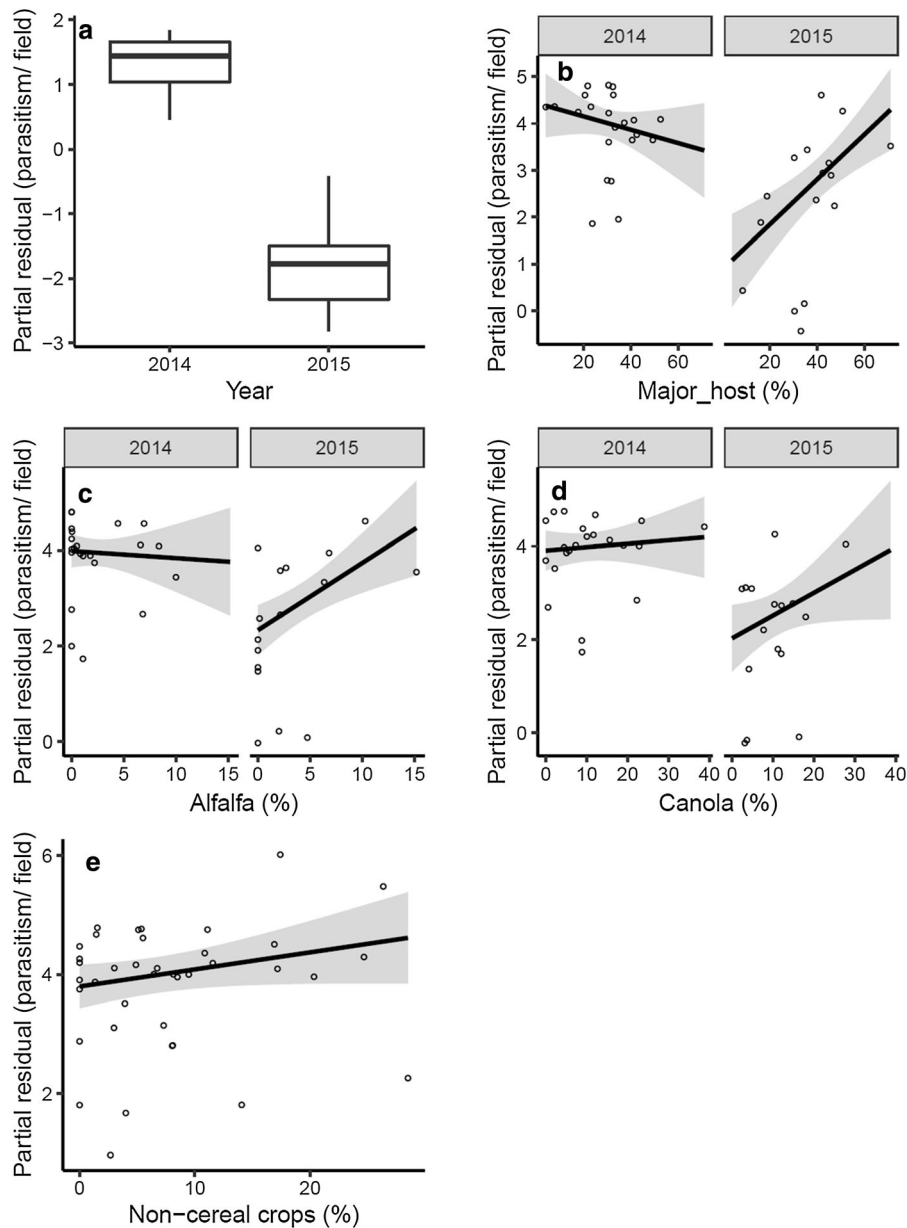 a
Partial residual (parasitism/ field)
2
1
0
−1
−2
−3
2014 2015
Year
b
2014 2015
Partial residual (parasitism/ field)
5
4
3
2
1
0
20 40 60 20 40 60
Major_host (%)
c
2014 2015
Partial residual (parasitism/ field)
4
2
0
0 5 10 15 0 5 10 15
Alfalfa (%)
d
2014 2015
Partial residual (parasitism/ field)
4
2
0
0 10 20 30 40 0 10 20 30 40
Canola (%)
e
Partial residual (parasitism/ field)
6
4
2
0 10 20
Non−cereal crops (%)